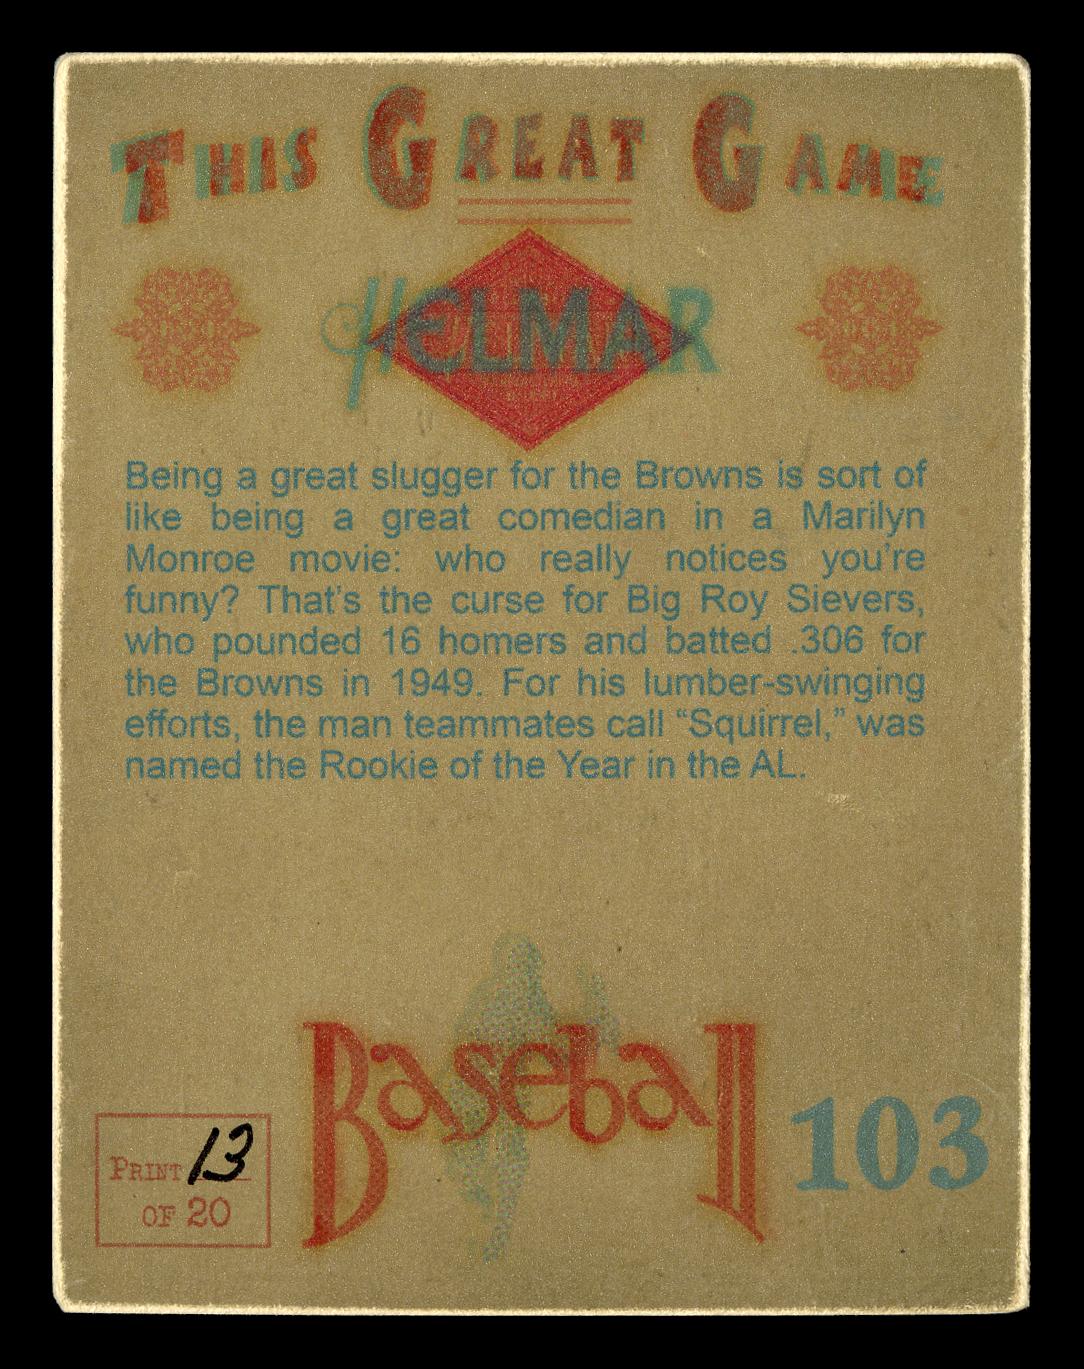 THIS GREAT GAME
HELMAR
Being a great slugger for the Browns is sort of
like being a great comedian in a Marilyn
Monroe movie: who really notices you're
funny? That's the curse for Big Roy Sievers,
who pounded 16 homers and batted .306 for
the Browns in 1949. For his lumber-swinging
efforts, the man teammates call “Squirrel,” was
named the Rookie of the Year in the AL.
Baseball
103
PRINT 13
OF 20